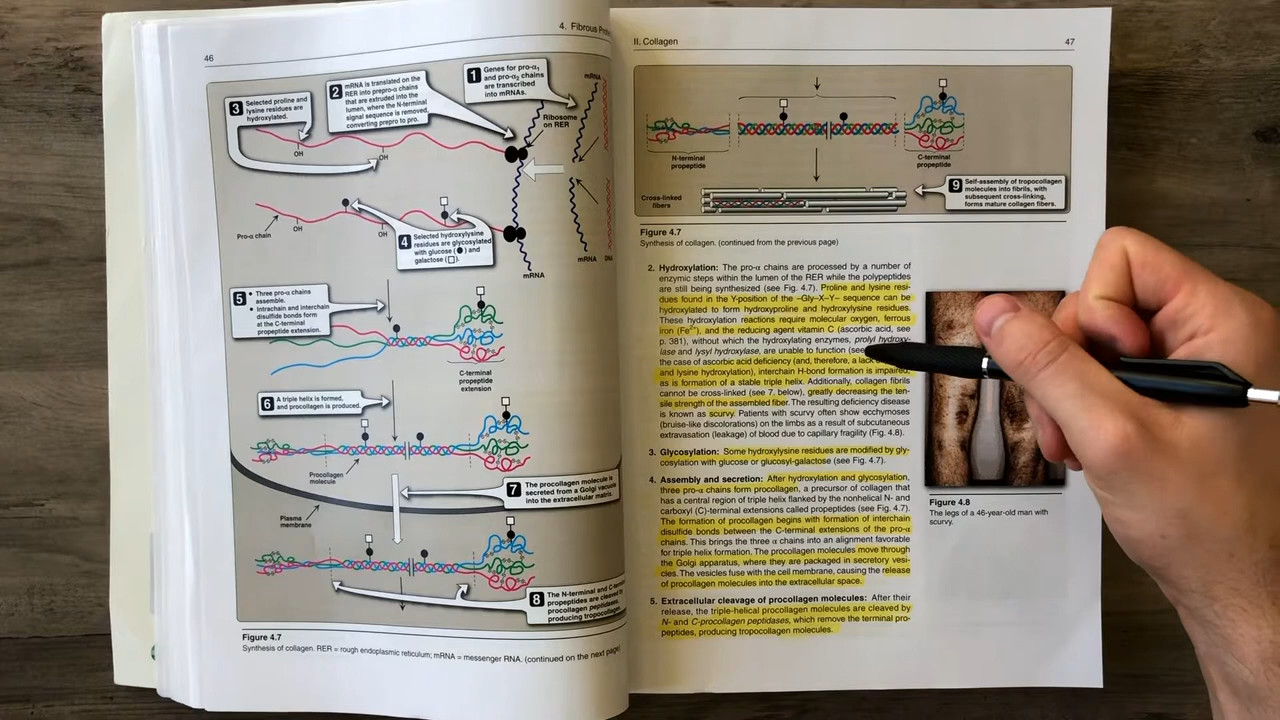 46
4. Fibrous
1 Genes for pro-α1
and pro-α2 chains
are transcribed
into mRNAs.
mRNA
2 mRNA is translated on the
RER into prepro-α chains
that are extruded into the
lumen, where the N-terminal
signal sequence is removed,
converting prepro to pro.
3 Selected proline and
lysine residues are
hydroxylated.
Ribosome
on RER
OH
OH
Pro-α chain
OH
OH
4 Selected hydroxylysine
residues are glycosylated
with glucose (●) and
galactose (□).
mRNA
mRNA
DNA
5 • Three pro-α chains
assemble.
• Intrachain and interchain
disulfide bonds form
at the C-terminal
propeptide extension.
C-terminal
propeptide
extension
6 A triple helix is formed,
and procollagen is produced.
Procollagen
molecule
7 The procollagen molecule is
secreted from a Golgi vacuole
into the extracellular matrix.
Plasma
membrane
8 The N-terminal and
propeptides are cleaved
procollagen peptidases,
producing tropocollagen.
Figure 4.7
Synthesis of collagen. RER = rough endoplasmic reticulum; mRNA = messenger RNA. (continued on the next page)
II. Collagen
47
N-terminal
propeptide
C-terminal
propeptide
Cross-linked
fibers
9 Self-assembly of tropocollagen
molecules into fibrils, with
subsequent cross-linking,
forms mature collagen fibers.
Figure 4.7
Synthesis of collagen. (continued from the previous page)
2. Hydroxylation: The pro-α chains are processed by a number of
enzymic steps within the lumen of the RER while the polypeptides
are still being synthesized (see Fig. 4.7). Proline and lysine resi-
dues found in the Y-position of the –Gly–X–Y– sequence can be
hydroxylated to form hydroxyproline and hydroxylysine residues.
These hydroxylation reactions require molecular oxygen, ferrous
iron (Fe2+), and the reducing agent vitamin C (ascorbic acid, see
p. 381), without which the hydroxylating enzymes, prolyl hydroxy-
lase and lysyl hydroxylase, are unable to function (see
the case of ascorbic acid deficiency (and, therefore, a lack
and lysine hydroxylation), interchain H-bond formation is impaired,
as is formation of a stable triple helix. Additionally, collagen fibrils
cannot be cross-linked (see 7. below), greatly decreasing the ten-
sile strength of the assembled fiber. The resulting deficiency disease
is known as scurvy. Patients with scurvy often show ecchymoses
(bruise-like discolorations) on the limbs as a result of subcutaneous
extravasation (leakage) of blood due to capillary fragility (Fig. 4.8).
3. Glycosylation: Some hydroxylysine residues are modified by gly-
cosylation with glucose or glucosyl-galactose (see Fig. 4.7).
4. Assembly and secretion: After hydroxylation and glycosylation,
three pro-α chains form procollagen, a precursor of collagen that
has a central region of triple helix flanked by the nonhelical N- and
carboxyl (C)-terminal extensions called propeptides (see Fig. 4.7).
The formation of procollagen begins with formation of interchain
disulfide bonds between the C-terminal extensions of the pro-α
chains. This brings the three α chains into an alignment favorable
for triple helix formation. The procollagen molecules move through
the Golgi apparatus, where they are packaged in secretory vesi-
cles. The vesicles fuse with the cell membrane, causing the release
of procollagen molecules into the extracellular space.
5. Extracellular cleavage of procollagen molecules: After their
release, the triple-helical procollagen molecules are cleaved by
N- and C-procollagen peptidases, which remove the terminal pro-
peptides, producing tropocollagen molecules.
Figure 4.8
The legs of a 46-year-old man with
scurvy.